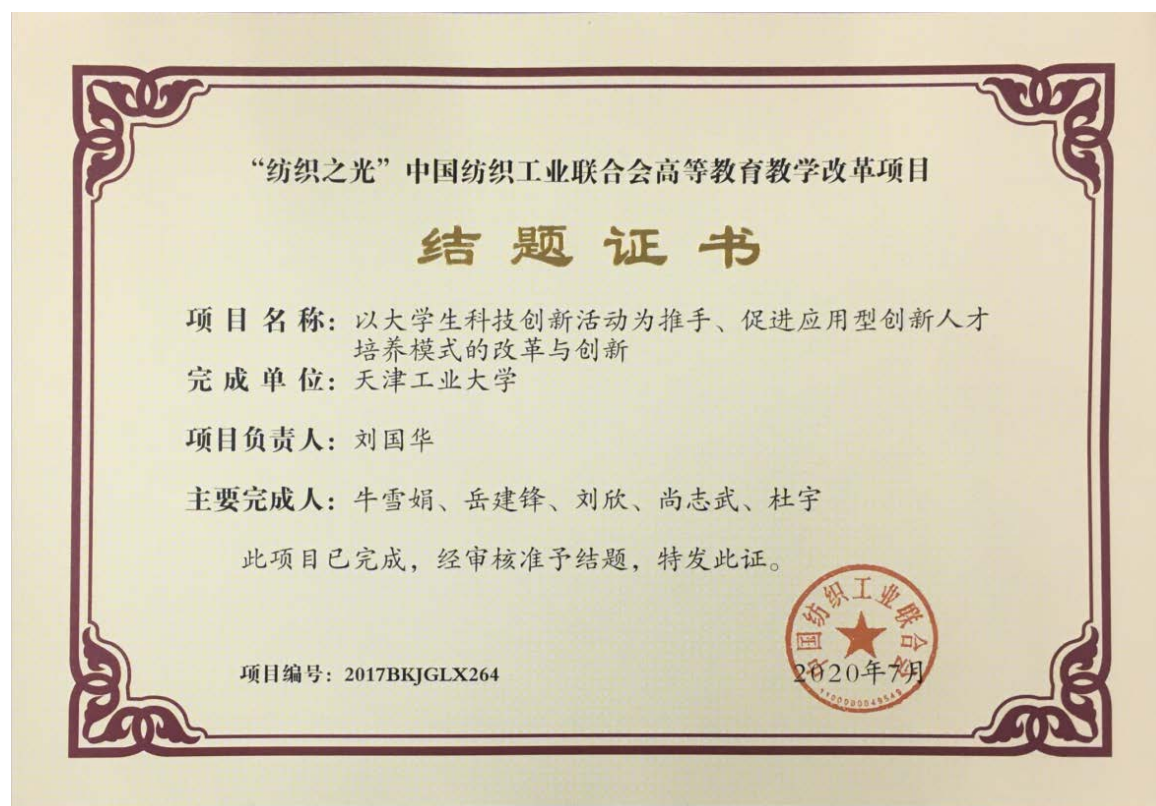 “纺织之光”中国纺织工业联合会高等教育教学改革项目
结题证书
项目名称：以大学生科技创新活动为推手、促进应用型创新人才
培养模式的改革与创新
完成单位：天津工业大学
项目负责人：刘国华
主要完成人：牛雪娟、岳建锋、刘欣、尚志武、杜宇
此项目已完成，经审核准予结题，特发此证。
中国纺织工业联合会
项目编号：2017BKJGLX264
2020年7月